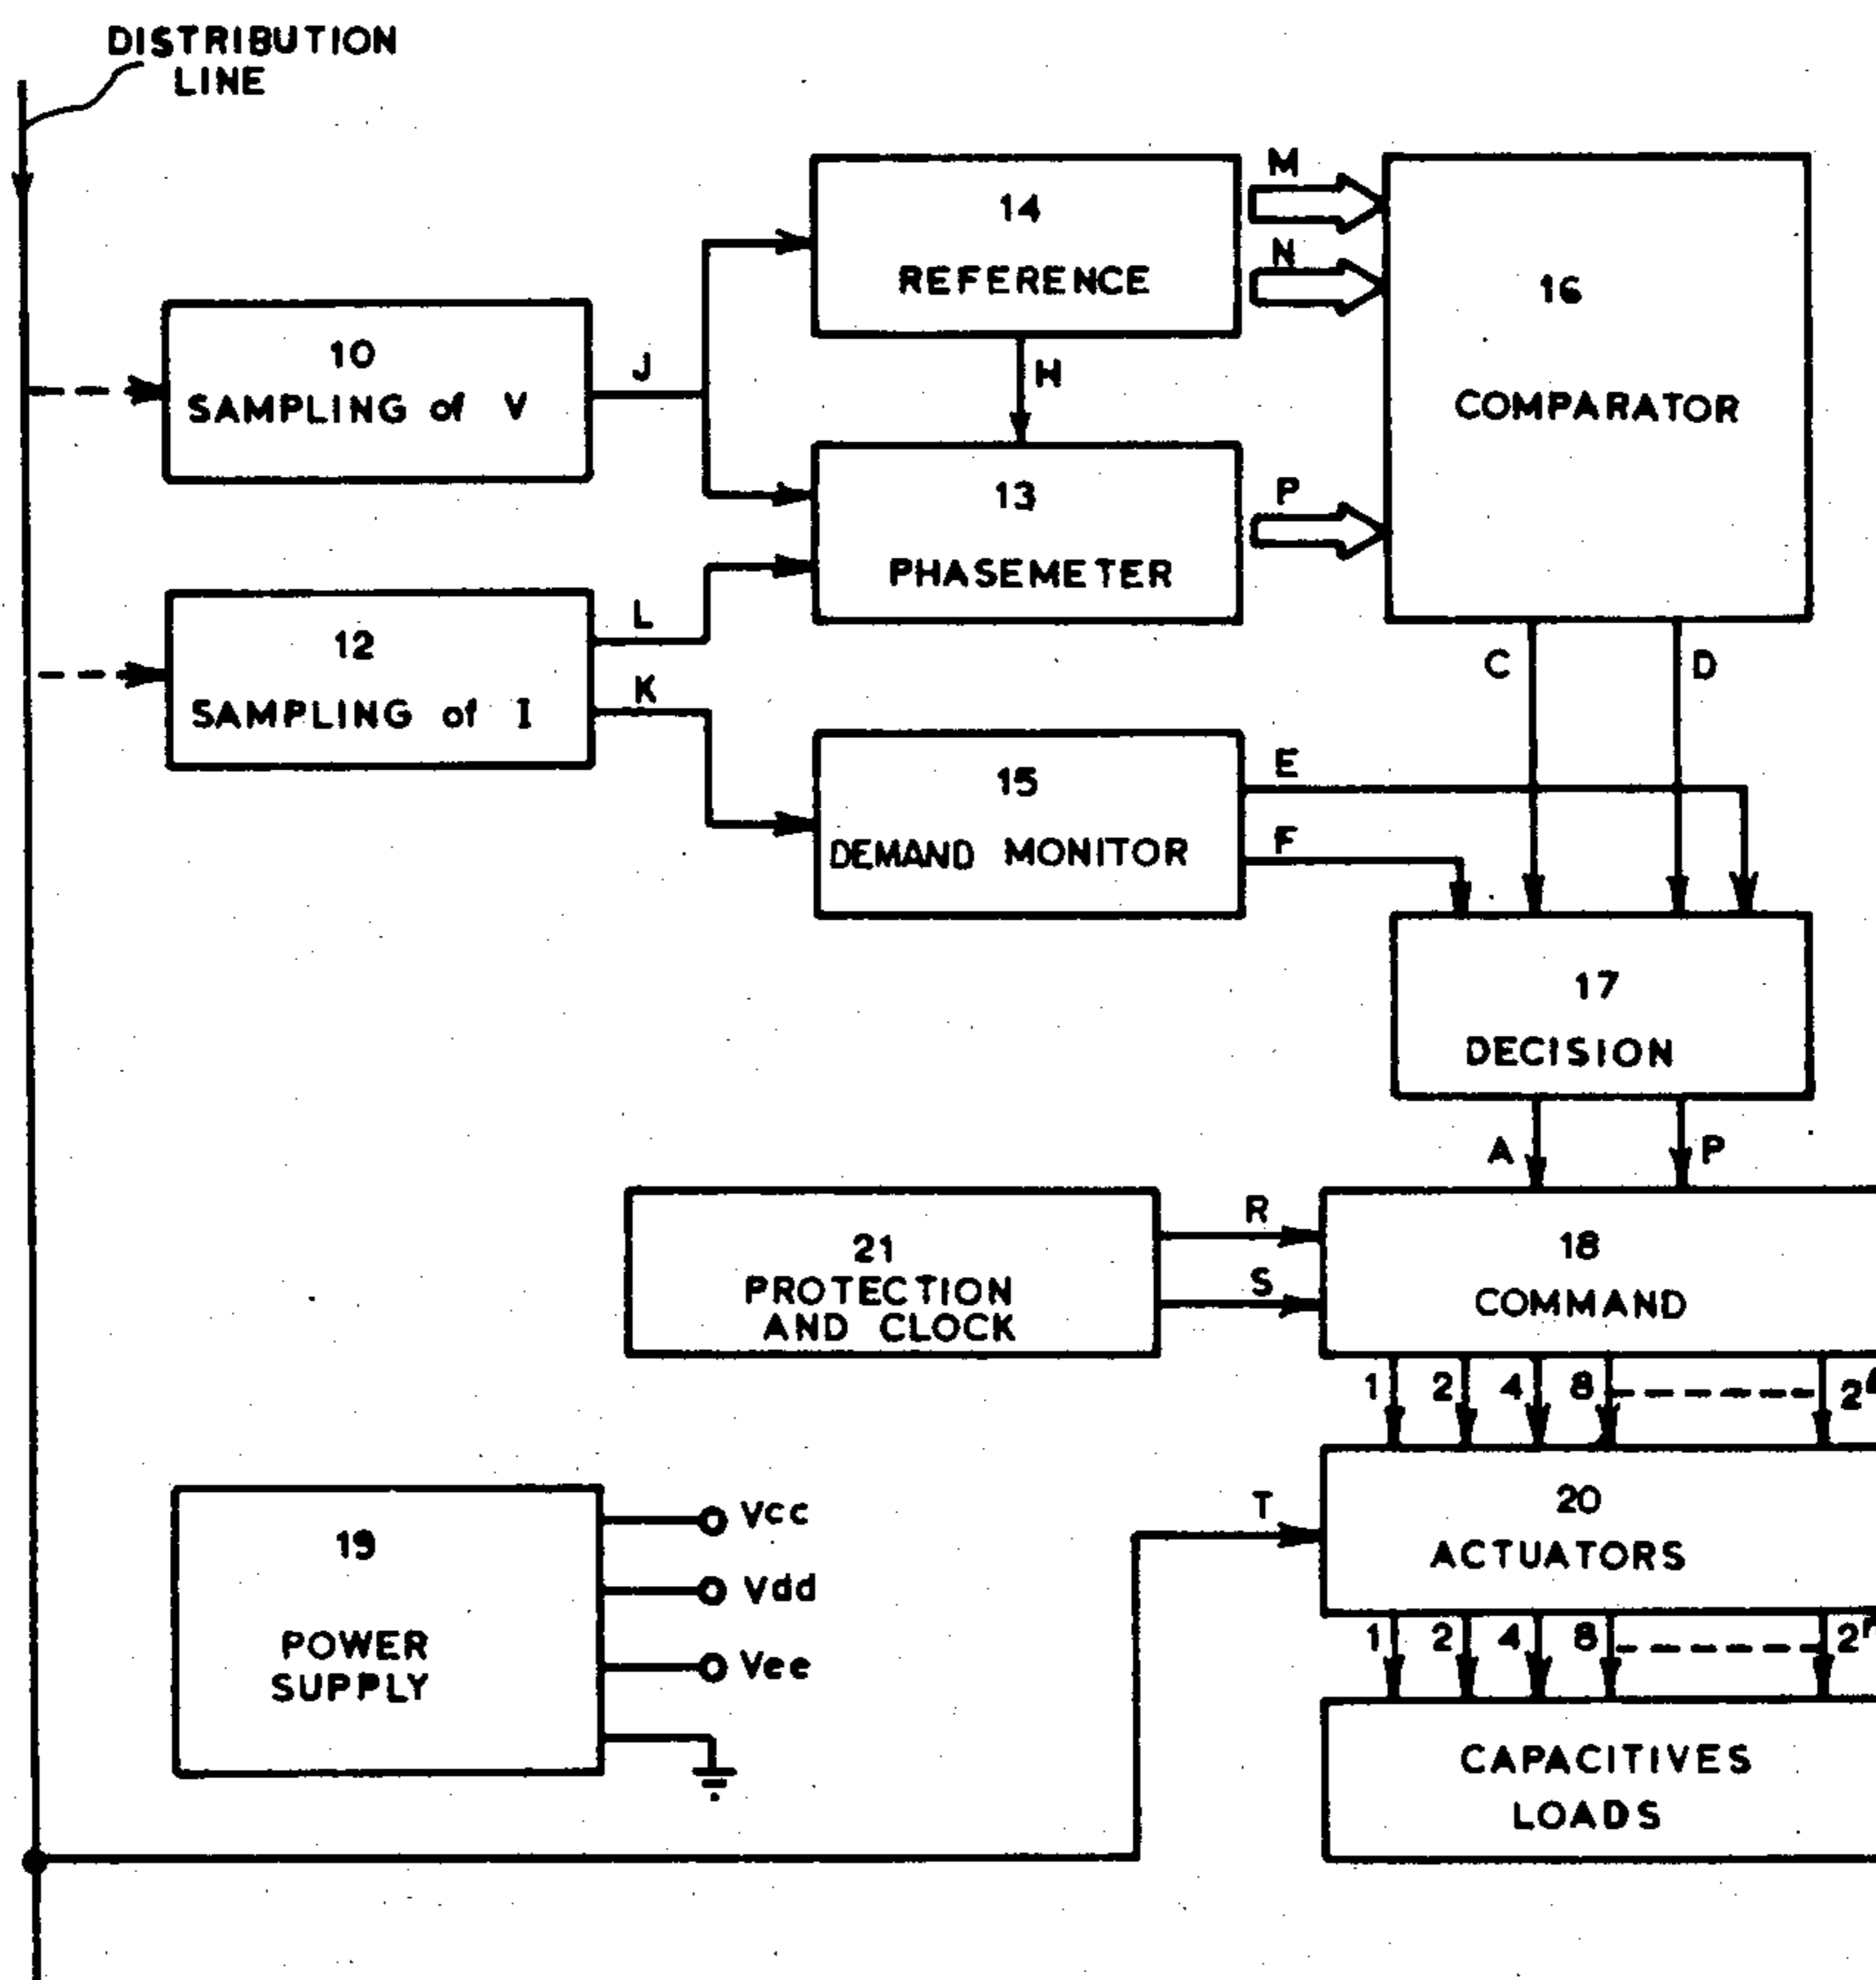 DISTRIBUTION
LINE
14
REFERENCE
M
N
16
COMPARATOR
10
SAMPLING of V
J
H
13
PHASEMETER
P
12
SAMPLING of I
L
K
C
D
15
DEMAND MONITOR
E
F
17
DECISION
A
P
21
PROTECTION
AND CLOCK
R
S
18
COMMAND
1 2 4 8 2
19
POWER
SUPPLY
Vcc
Vdd
Vee
T
20
ACTUATORS
1 2 4 8 2
CAPACITIVES
LOADS